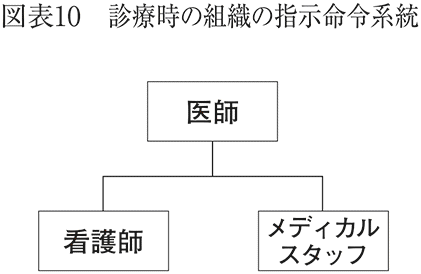 図表10　診療時の組織の指示命令系統
医師
看護師
メディカル
スタッフ